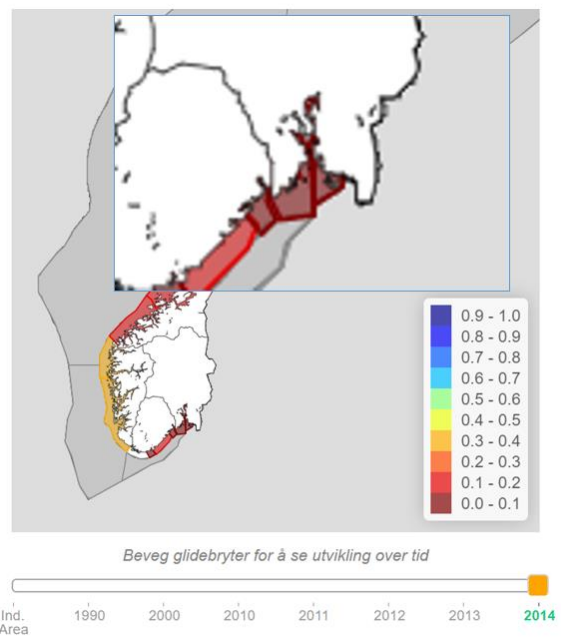 0.9 - 1.0
0.8 - 0.9
0.7 - 0.8
0.6 - 0.7
0.5 - 0.6
0.4 - 0.5
0.3 - 0.4
0.2 - 0.3
0.1 - 0.2
0.0 - 0.1
Beveg glidebryter for å se utvikling over tid
Ind. 1990 2000 2010 2011 2012 2013 2014
Area